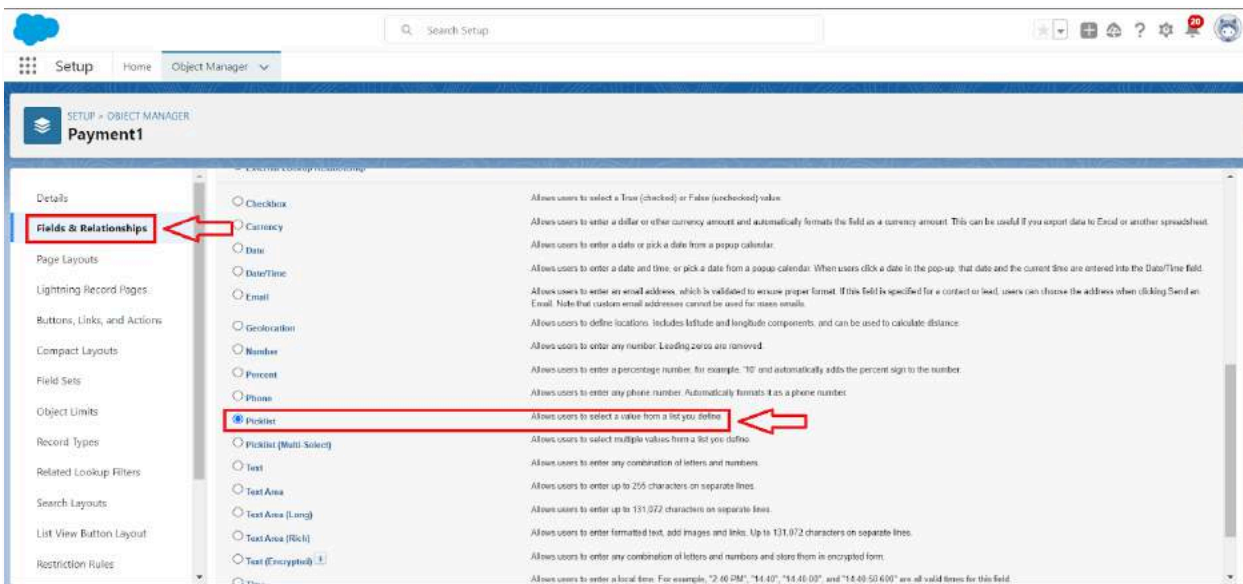 Search Setup
20
Setup Home Object Manager
SETUP > OBJECT MANAGER
Payment1
External Lookup Relationship
Details
Fields & Relationships
Page Layouts
Lightning Record Pages
Buttons, Links, and Actions
Compact Layouts
Field Sets
Object Limits
Record Types
Related Lookup Filters
Search Layouts
List View Button Layout
Restriction Rules
Checkbox Allows users to select a True (checked) or False (unchecked) value.
Currency Allows users to enter a dollar or other currency amount and automatically formats the field as a currency amount. This can be useful if you export data to Excel or another spreadsheet.
Date Allows users to enter a date or pick a date from a popup calendar.
Date/Time Allows users to enter a date and time, or pick a date from a popup calendar. When users click a date in the pop-up, that date and the current time are entered into the Date/Time field.
Email Allows users to enter an email address, which is validated to ensure proper format. If this field is specified for a contact or lead, users can choose the address when clicking Send an
Email. Note that custom email addresses cannot be used for mass emails.
Geolocation Allows users to define locations. Includes latitude and longitude components, and can be used to calculate distance.
Number Allows users to enter any number. Leading zeros are removed.
Percent Allows users to enter a percentage number, for example, '10' and automatically adds the percent sign to the number.
Phone Allows users to enter any phone number. Automatically formats it as a phone number.
Picklist Allows users to select a value from a list you define.
Picklist (Multi-Select) Allows users to select multiple values from a list you define.
Text Allows users to enter any combination of letters and numbers.
Text Area Allows users to enter up to 255 characters on separate lines.
Text Area (Long) Allows users to enter up to 131,072 characters on separate lines.
Text Area (Rich) Allows users to enter formatted text, add images and links. Up to 131,072 characters on separate lines.
Text (Encrypted) i Allows users to enter any combination of letters and numbers and store them in encrypted form.
Time Allows users to enter a local time. For example, "2:40 PM", "14:40", "14:40:00", and "14:40:50.600" are all valid times for this field.